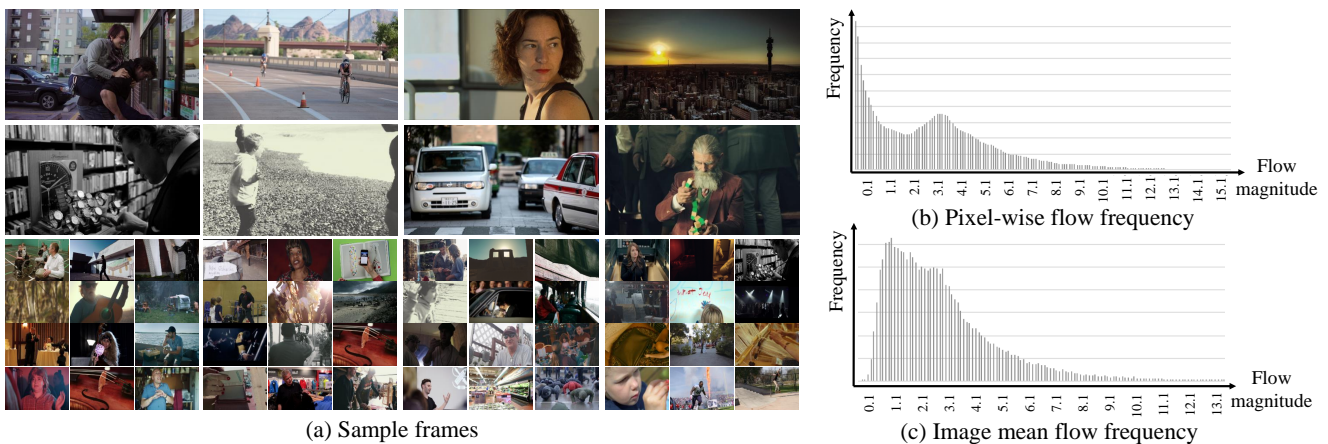 (a) Sample frames
Frequency
0.1 1.1 2.1 3.1 4.1 5.1 6.1 7.1 8.1 9.1 10.1 11.1 12.1 13.1 14.1 15.1
Flow
magnitude
(b) Pixel-wise flow frequency
Frequency
0.1 1.1 2.1 3.1 4.1 5.1 6.1 7.1 8.1 9.1 10.1 11.1 12.1 13.1
Flow
magnitude
(c) Image mean flow frequency